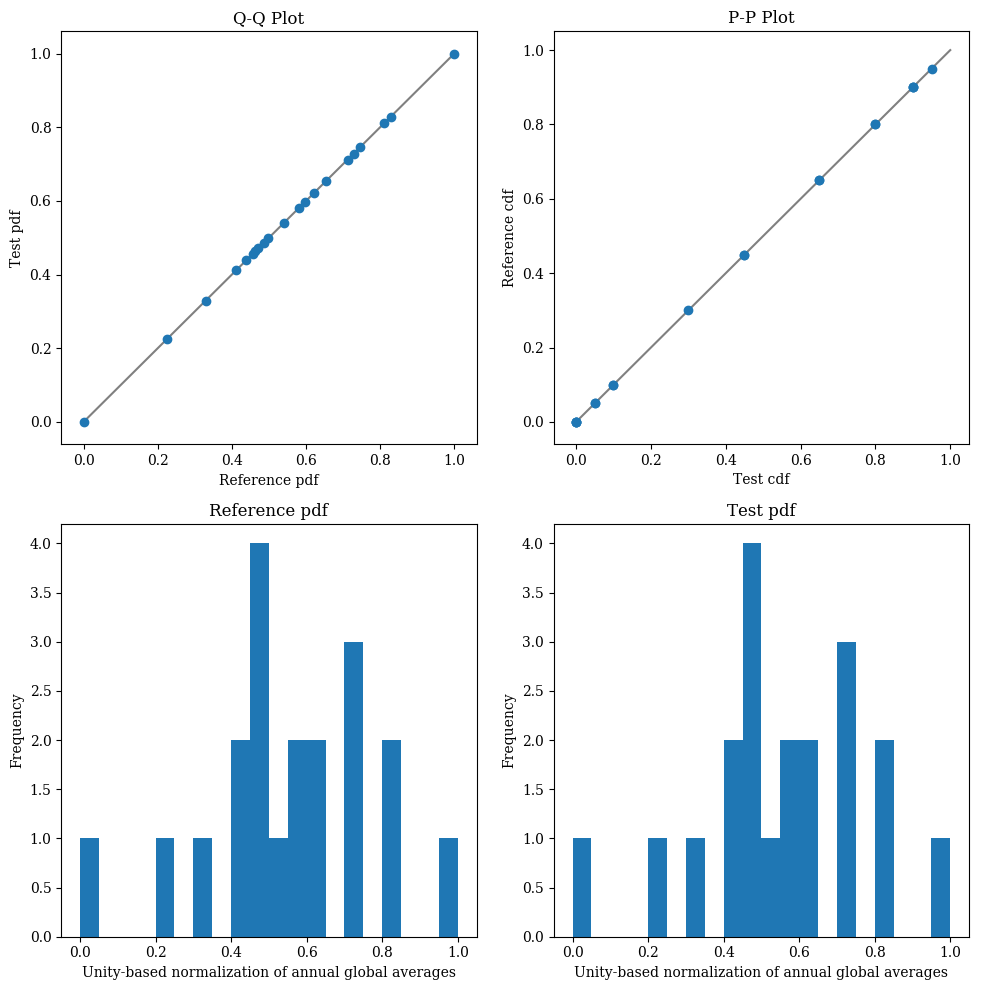 Q-Q Plot
1.0
0.8
0.6
0.4
0.2
0.0
Test pdf
0.0 0.2 0.4 0.6 0.8 1.0
Reference pdf
P-P Plot
1.0
0.8
0.6
0.4
0.2
0.0
Reference cdf
0.0 0.2 0.4 0.6 0.8 1.0
Test cdf
Reference pdf
4.0
3.5
3.0
2.5
2.0
1.5
1.0
0.5
0.0
Frequency
0.0 0.2 0.4 0.6 0.8 1.0
Unity-based normalization of annual global averages
Test pdf
4.0
3.5
3.0
2.5
2.0
1.5
1.0
0.5
0.0
Frequency
0.0 0.2 0.4 0.6 0.8 1.0
Unity-based normalization of annual global averages